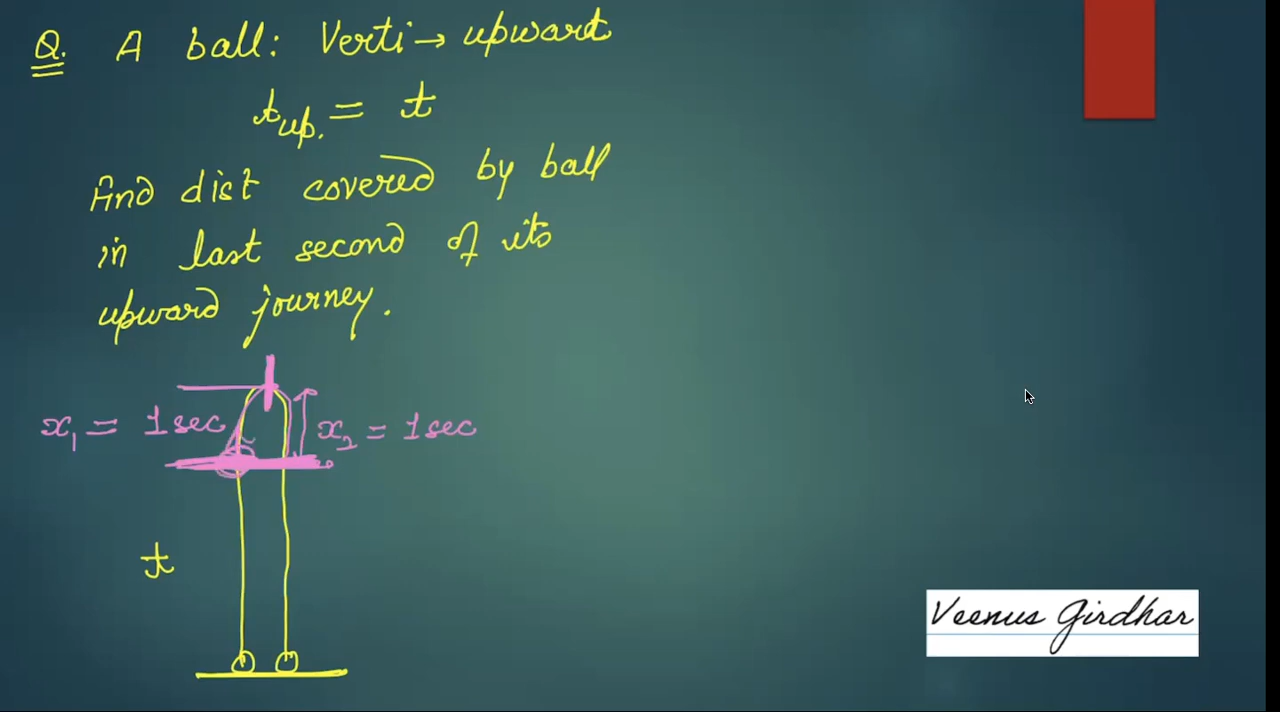 Q. A ball: Verti→ upward
t up. = t
Find dist covered by ball
in last second of its
upward journey.
x₁ = 1 sec
x₂ = 1 sec
t
Veenus Girdhar